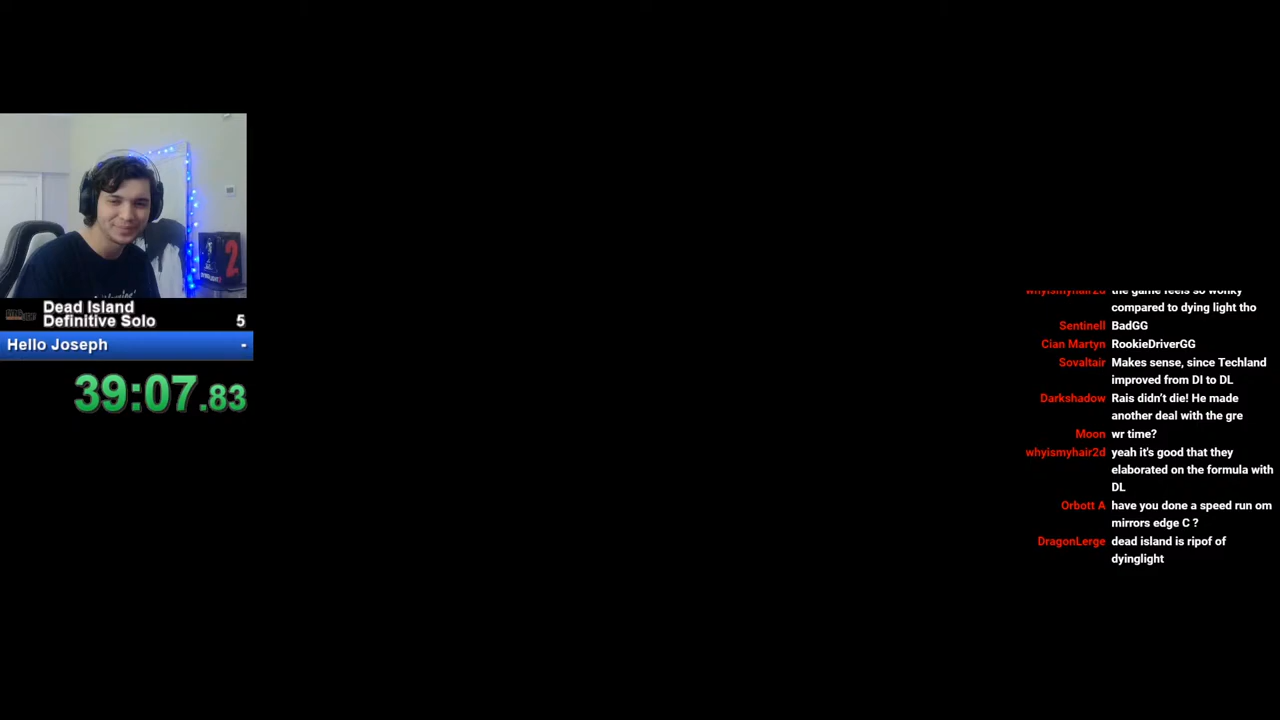 Dead Island
Definitive Solo 5
Hello Joseph -
39:07.83
2
compared to dying light tho
Sentinell BadGG
Cian Martyn RookieDriverGG
Sovaltair Makes sense, since Techland
improved from DI to DL
Darkshadow Rais didn't die! He made
another deal with the gre
Moon wr time?
whyismyhair2d yeah it's good that they
elaborated on the formula with
DL
Orbott A have you done a speed run om
mirrors edge C ?
DragonLerge dead island is ripof of
dyinglight